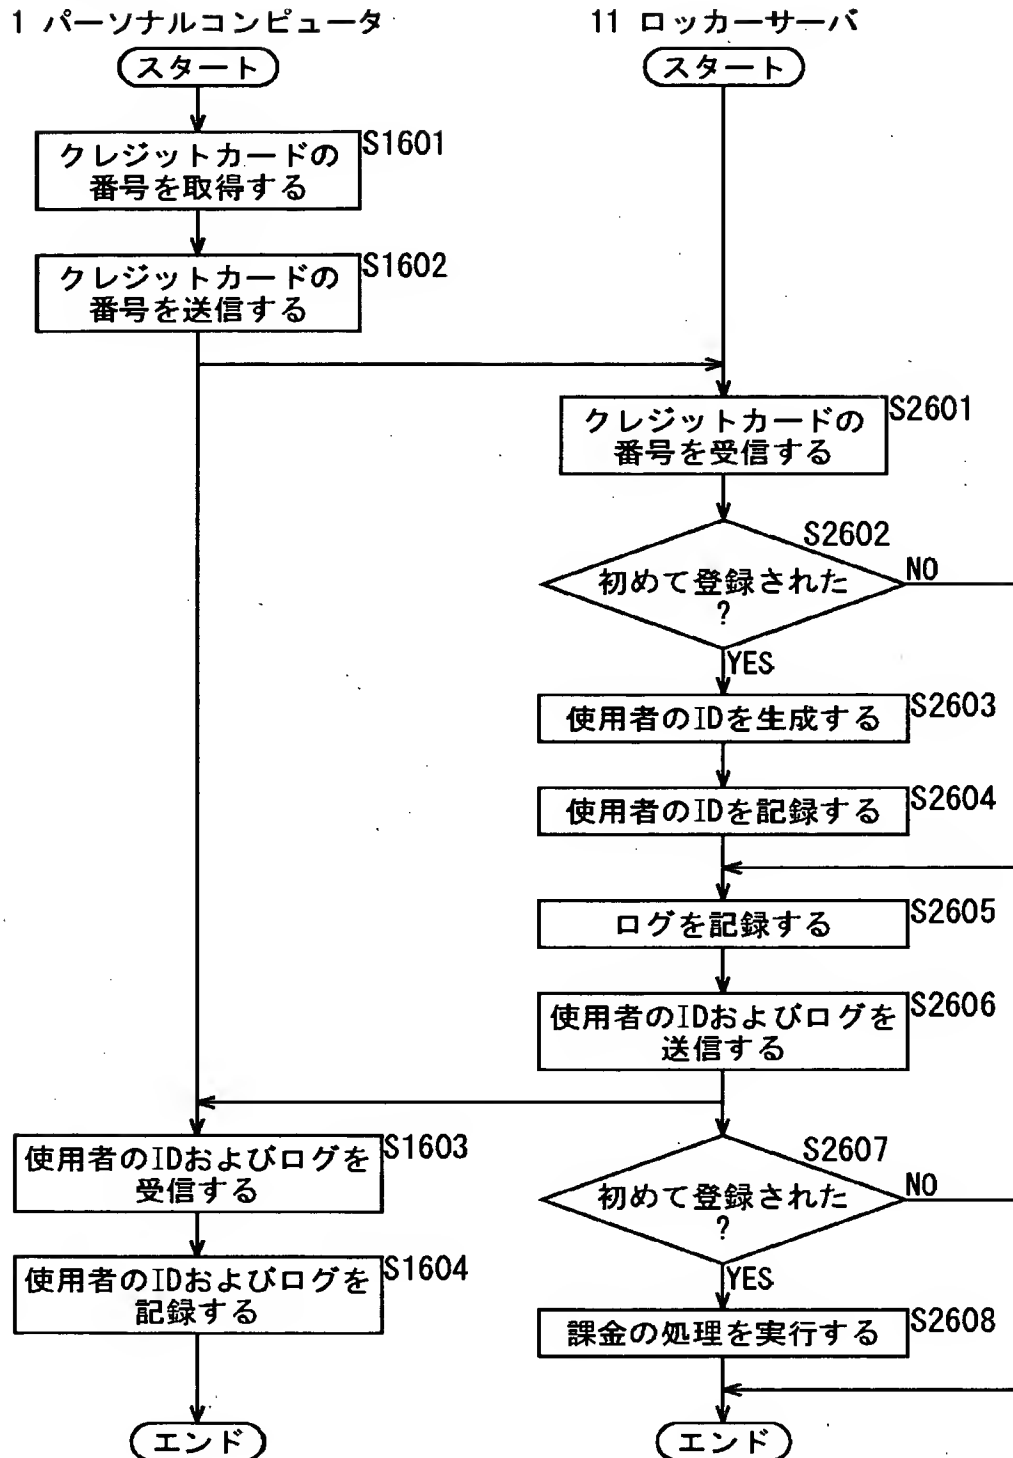 1 パーソナルコンピュータ
11 ロッカーサーバ
スタート
スタート
クレジットカードの
番号を取得する
S1601
クレジットカードの
番号を送信する
S1602
クレジットカードの
番号を受信する
S2601
S2602
初めて登録された
?
NO
YES
使用者のIDを生成する
S2603
使用者のIDを記録する
S2604
ログを記録する
S2605
使用者のIDおよびログを
送信する
S2606
使用者のIDおよびログを
受信する
S1603
S2607
初めて登録された
?
NO
YES
使用者のIDおよびログを
記録する
S1604
課金の処理を実行する
S2608
エンド
エンド